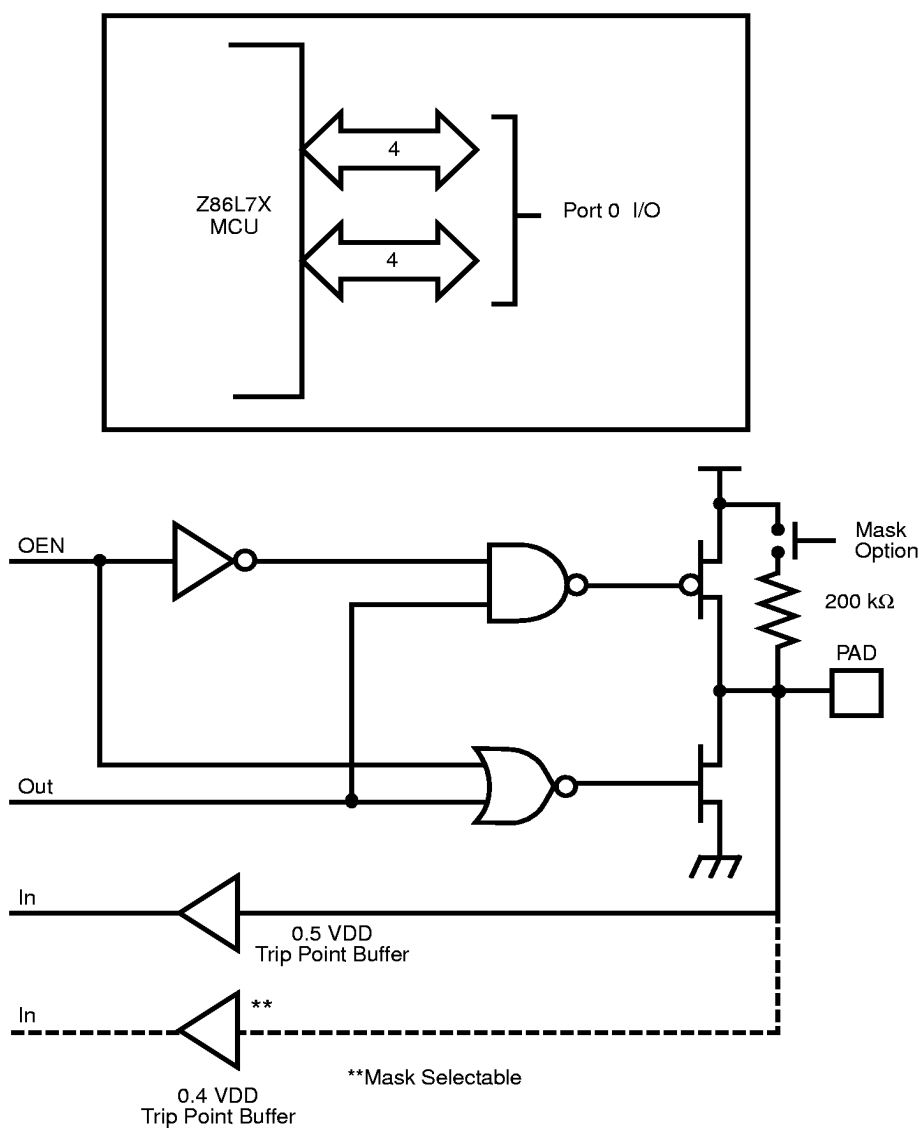 4
Z86L7X
MCU
Port 0 I/O
4
OEN
Mask
Option
200 kΩ
PAD
Out
In
0.5 VDD
Trip Point Buffer
In
**
**Mask Selectable
0.4 VDD
Trip Point Buffer